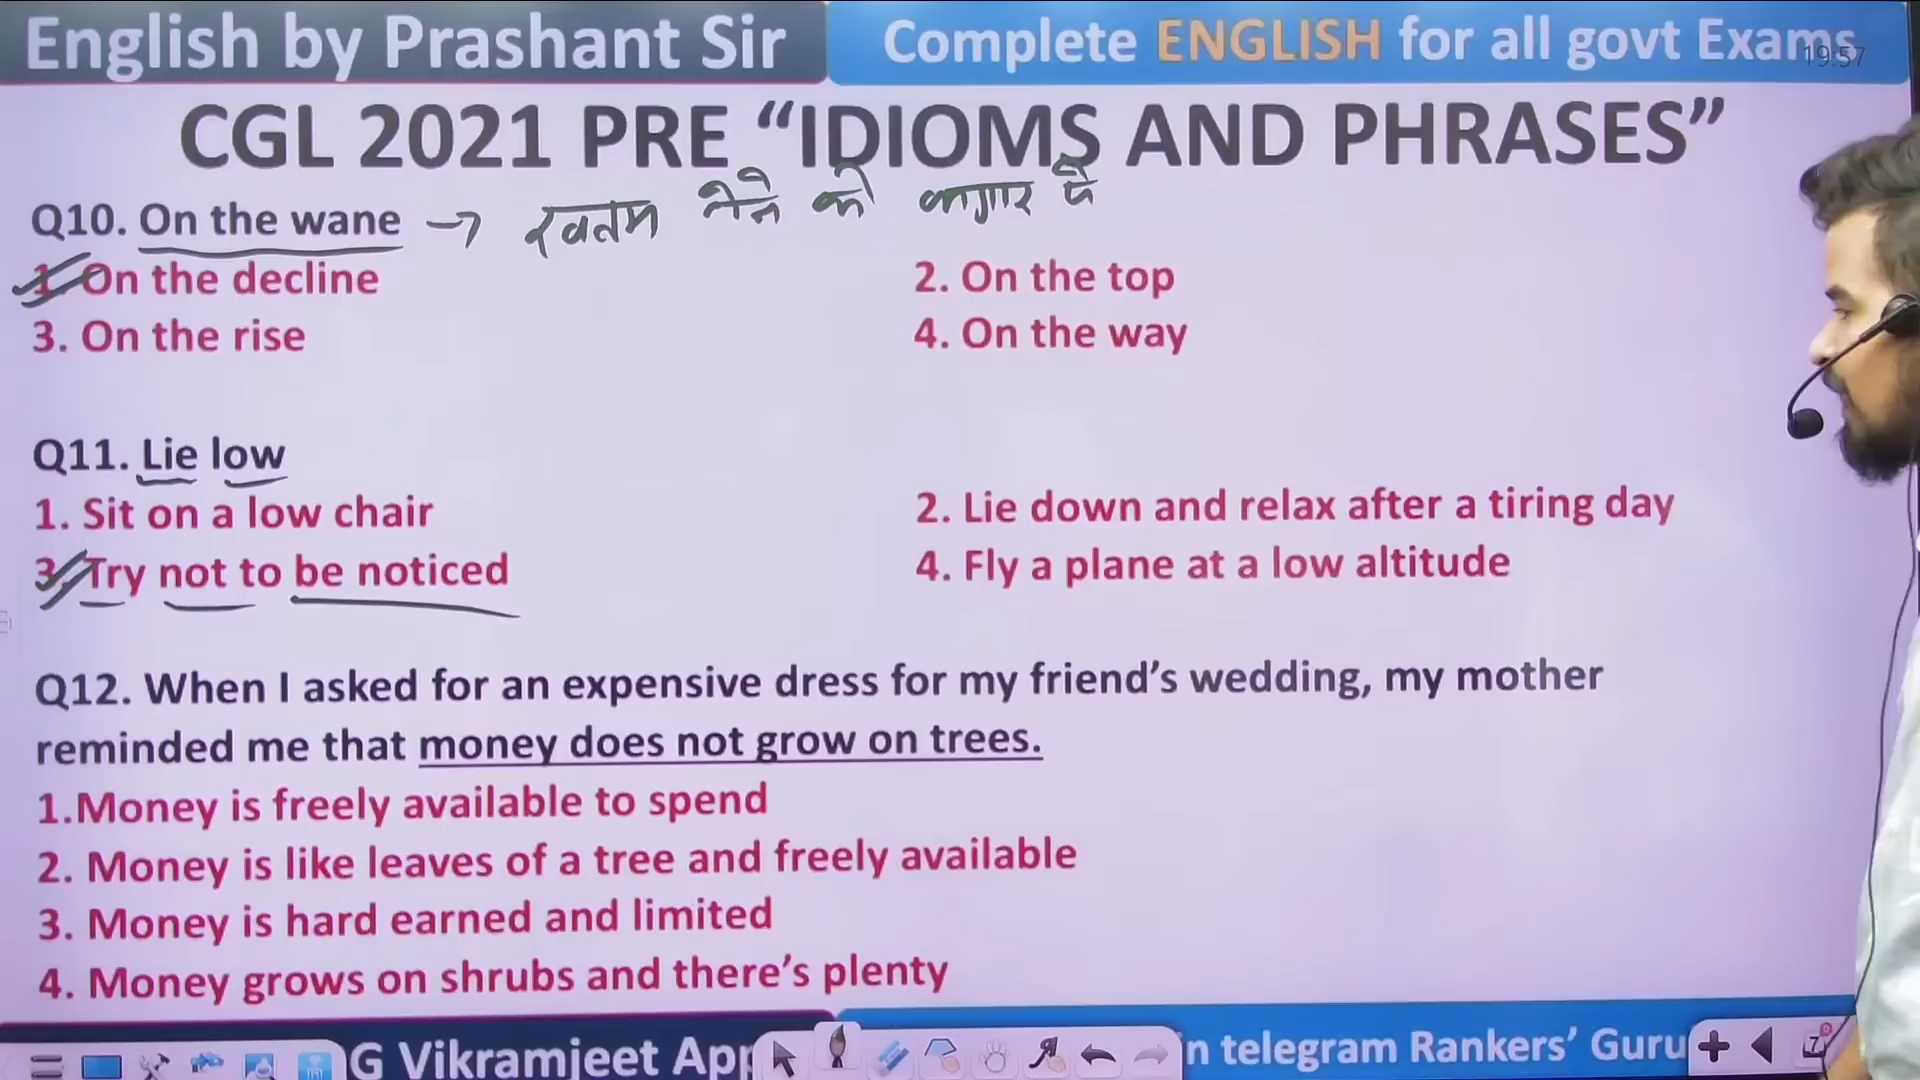 English by Prashant Sir
Complete ENGLISH for all govt Exams
19:57
CGL 2021 PRE “IDIOMS AND PHRASES”
Q10. On the wane → खतम होने की कगार पे
1. On the decline
2. On the top
3. On the rise
4. On the way
Q11. Lie low
1. Sit on a low chair
2. Lie down and relax after a tiring day
3. Try not to be noticed
4. Fly a plane at a low altitude
Q12. When I asked for an expensive dress for my friend’s wedding, my mother
reminded me that money does not grow on trees.
1.Money is freely available to spend
2. Money is like leaves of a tree and freely available
3. Money is hard earned and limited
4. Money grows on shrubs and there’s plenty
G Vikramjeet App
n telegram Rankers’ Guru